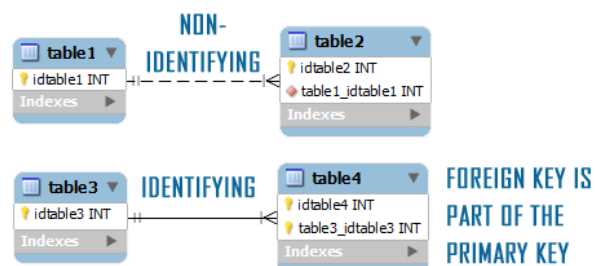 NON-
IDENTIFYING
table1
idtable1 INT
Indexes
table2
idtable2 INT
table1_idtable1 INT
Indexes
IDENTIFYING
table3
idtable3 INT
Indexes
table4
idtable4 INT
table3_idtable3 INT
Indexes
FOREIGN KEY IS
PART OF THE
PRIMARY KEY